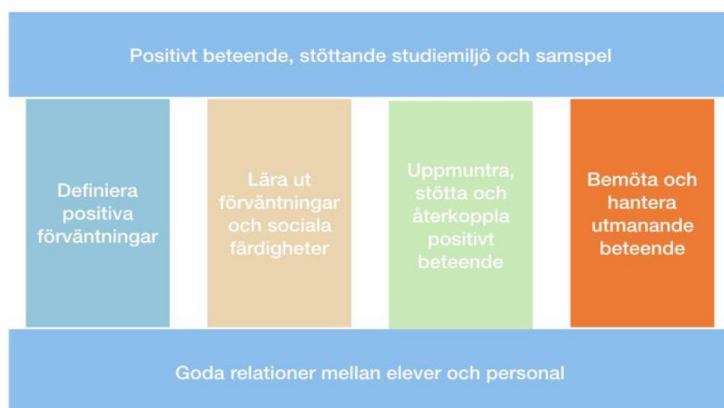 Positivt beteende, stöttande studiemiljö och samspel
Definiera
positiva
förväntningar
Lära ut
förväntningar
och sociala
färdigheter
Uppmuntra,
stötta och
återkoppla
positivt
beteende
Bemöta och
hantera
utmanande
beteende
Goda relationer mellan elever och personal